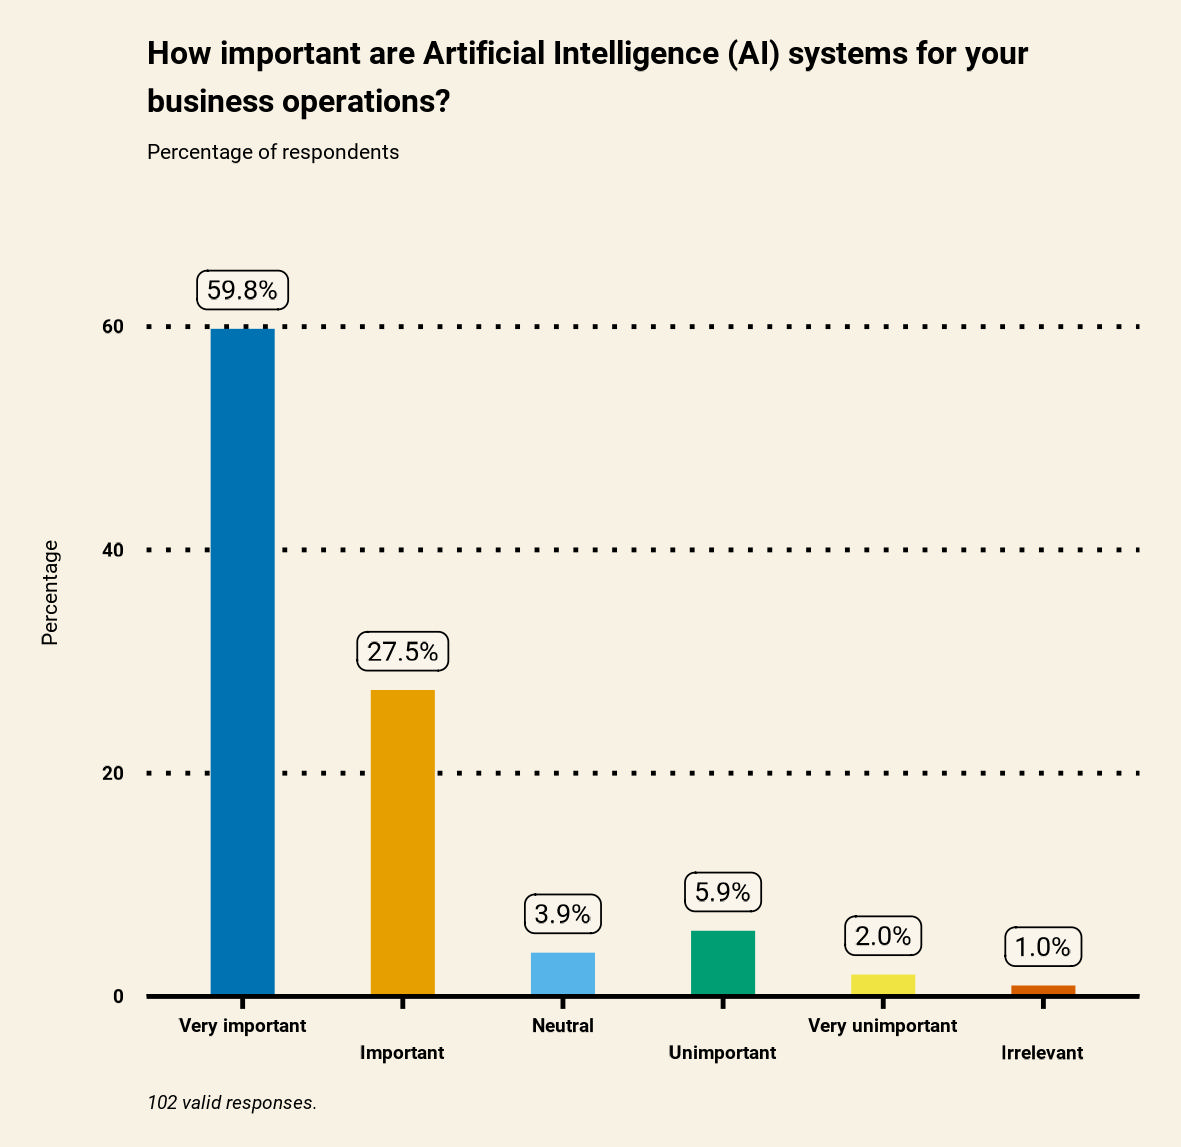 How important are Artificial Intelligence (AI) systems for your
business operations?
Percentage of respondents
59.8%
60
40
Percentage
27.5%
20
5.9%
3.9%
2.0%
1.0%
0
Very important
Neutral
Very unimportant
Important
Unimportant
Irrelevant
102 valid responses.